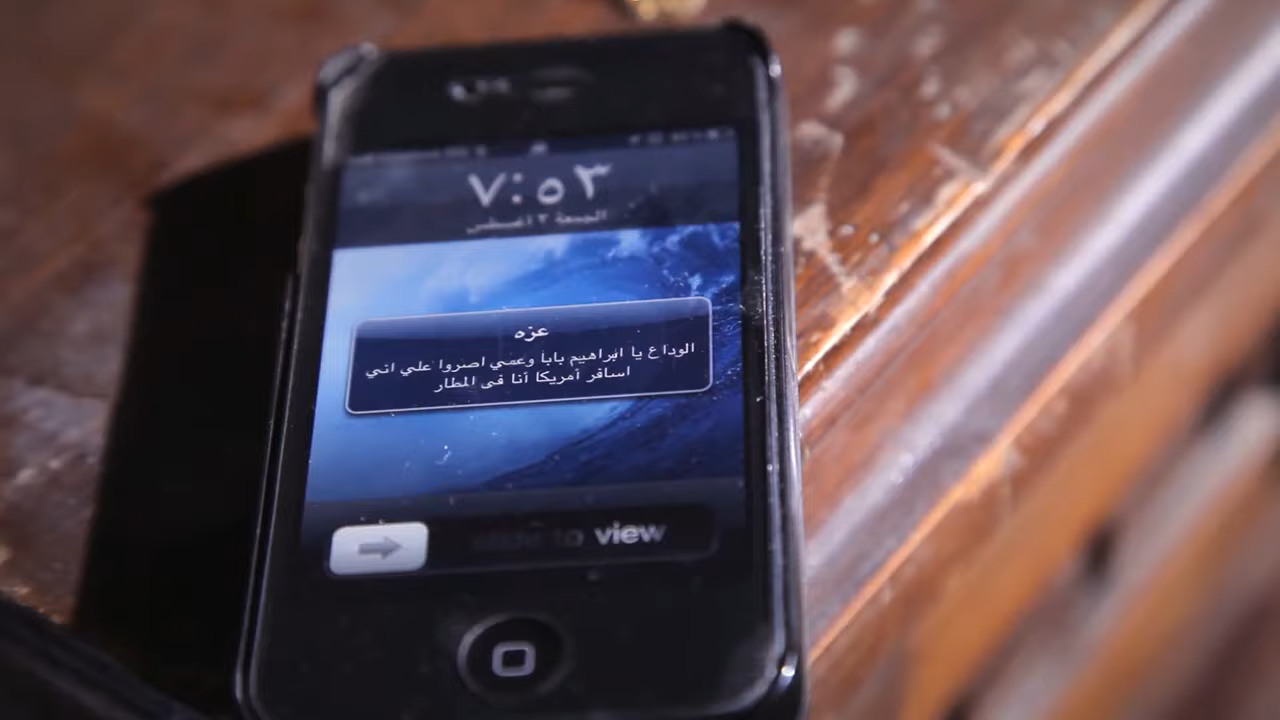 ٧:٥٣
الجمعة ٣ أغسطس
عزه
الوداع يا ابراهيم بابا وعمي اصروا علي اني
اسافر أمريكا أنا فى المطار
slide to view